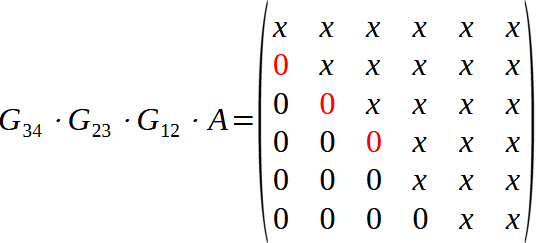 x x x x x x
0 x x x x x
0 0 x x x x
G34 · G23 · G12 · A =
0 0 0 x x x
0 0 0 x x x
0 0 0 0 x x